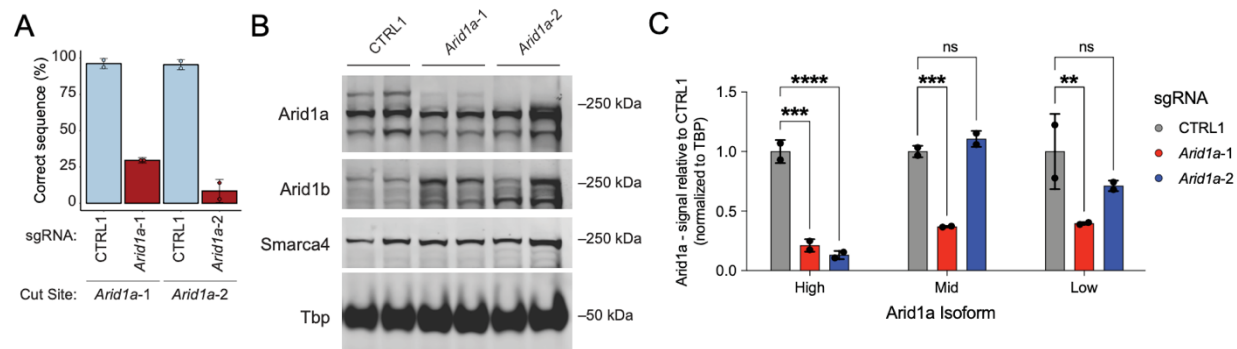 A
Correct sequence (%)
100
75
50
25
0
sgRNA:
CTRL1
Arid1a-1
CTRL1
Arid1a-2
Cut Site:
Arid1a-1
Arid1a-2
B
CTRL1
Arid1a-1
Arid1a-2
Arid1a
–250 kDa
Arid1b
–250 kDa
Smarca4
–250 kDa
Tbp
–50 kDa
C
Arid1a - signal relative to CTRL1
(normalized to TBP)
1.5
1.0
0.5
0.0
****
***
ns
***
ns
**
High
Mid
Low
Arid1a Isoform
sgRNA
CTRL1
Arid1a-1
Arid1a-2